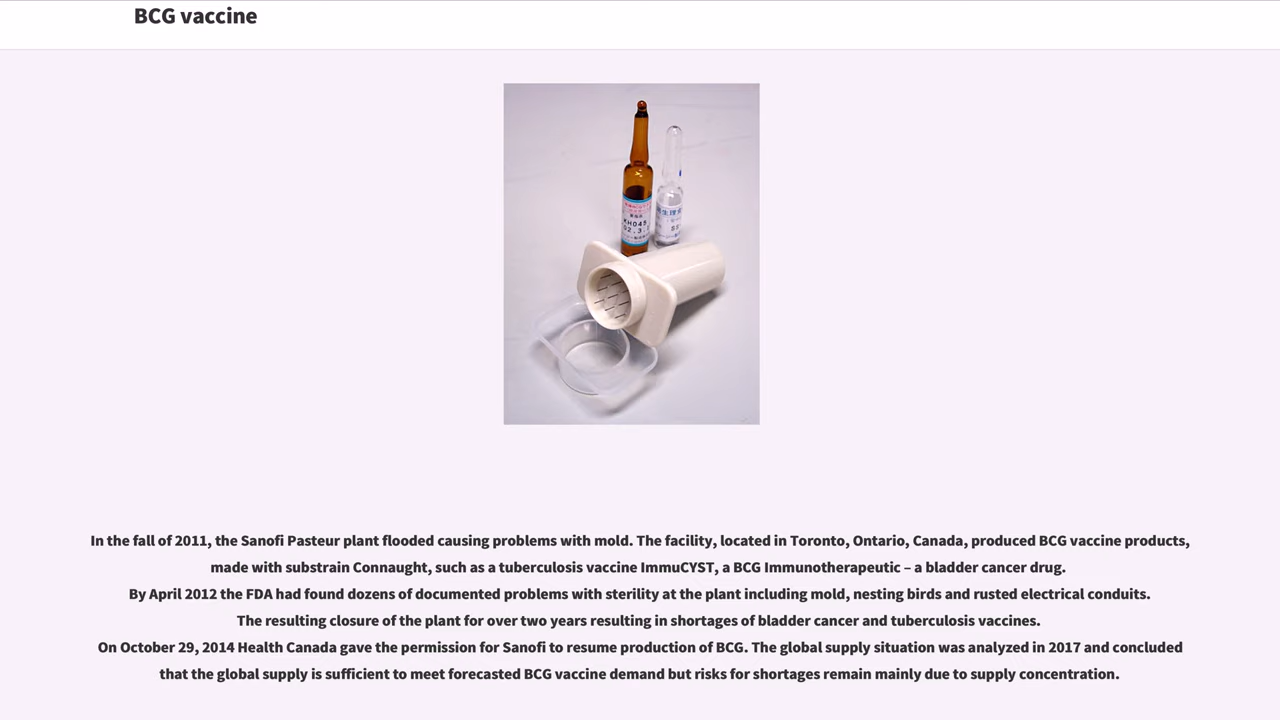 BCG vaccine
KH045
In the fall of 2011, the Sanofi Pasteur plant flooded causing problems with mold. The facility, located in Toronto, Ontario, Canada, produced BCG vaccine products,
made with substrain Connaught, such as a tuberculosis vaccine ImmuCYST, a BCG Immunotherapeutic – a bladder cancer drug.
By April 2012 the FDA had found dozens of documented problems with sterility at the plant including mold, nesting birds and rusted electrical conduits.
The resulting closure of the plant for over two years resulting in shortages of bladder cancer and tuberculosis vaccines.
On October 29, 2014 Health Canada gave the permission for Sanofi to resume production of BCG. The global supply situation was analyzed in 2017 and concluded
that the global supply is sufficient to meet forecasted BCG vaccine demand but risks for shortages remain mainly due to supply concentration.